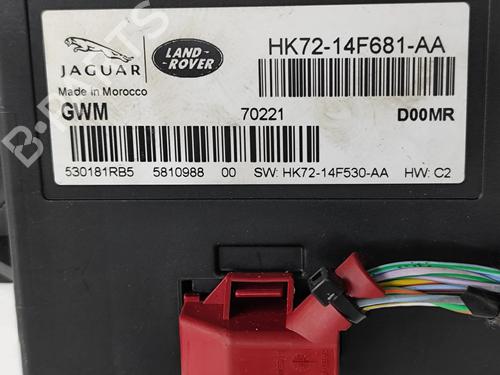 JAGUAR
LAND-
ROVER
HK72-14F681-AA
Made in Morocco
GWM 70221 D00MR
530181RB5 5810988 00 SW: HK72-14F530-AA HW: C2
B-PARTS